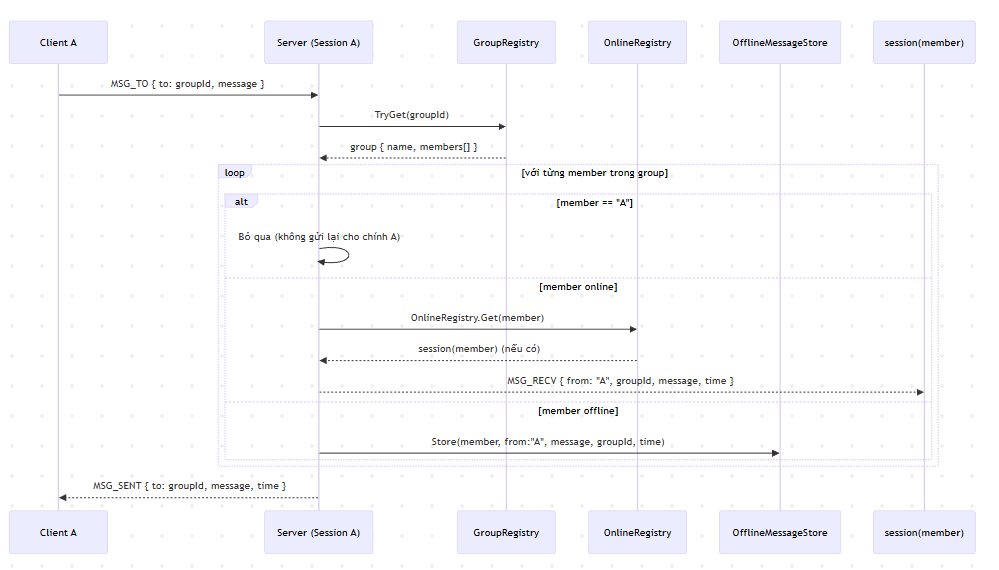 Client A
Server (Session A)
GroupRegistry
OnlineRegistry
OfflineMessageStore
session(member)
MSG_TO { to: groupId, message }
TryGet(groupId)
group { name, members[] }
loop
[với từng member trong group]
alt
[member == "A"]
Bỏ qua (không gửi lại cho chính A)
[member online]
OnlineRegistry.Get(member)
session(member) (nếu có)
MSG_RECV { from: "A", groupId, message, time }
[member offline]
Store(member, from:"A", message, groupId, time)
MSG_SENT { to: groupId, message, time }
Client A
Server (Session A)
GroupRegistry
OnlineRegistry
OfflineMessageStore
session(member)